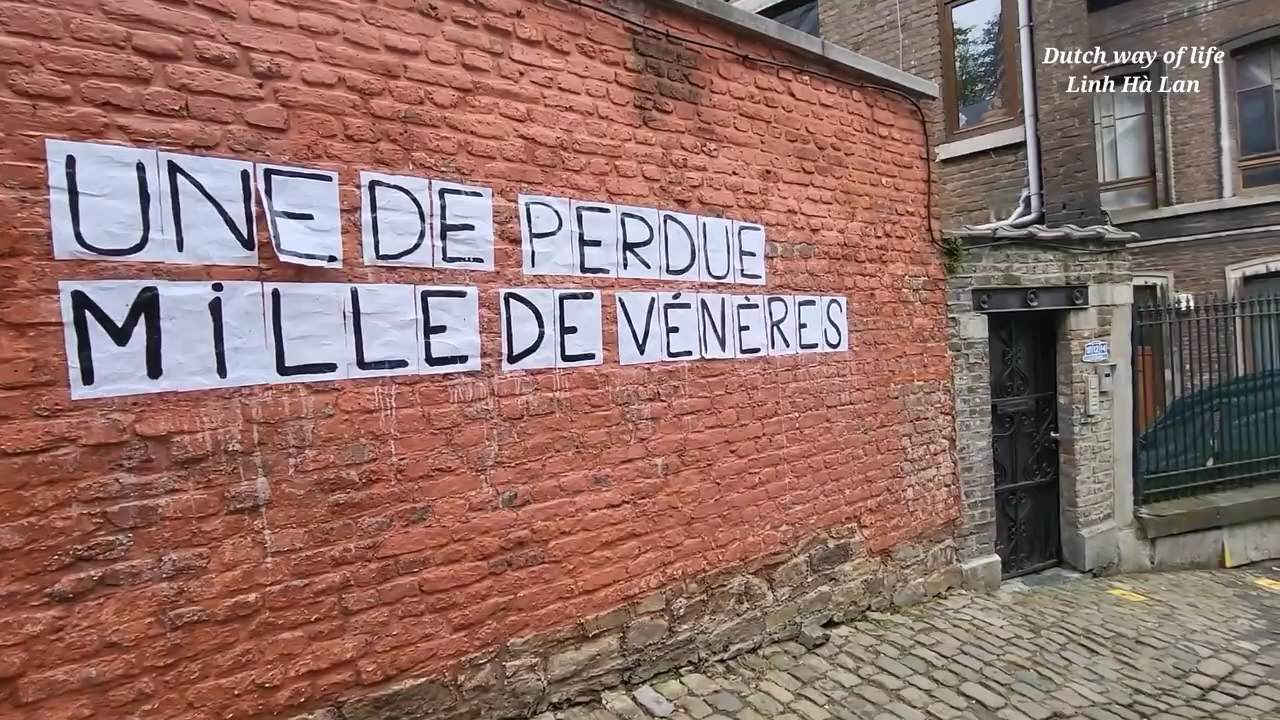 Dutch way of life
Linh Hà Lan
UNE DE PERDUE
MiLLE DE VÉNÈRES